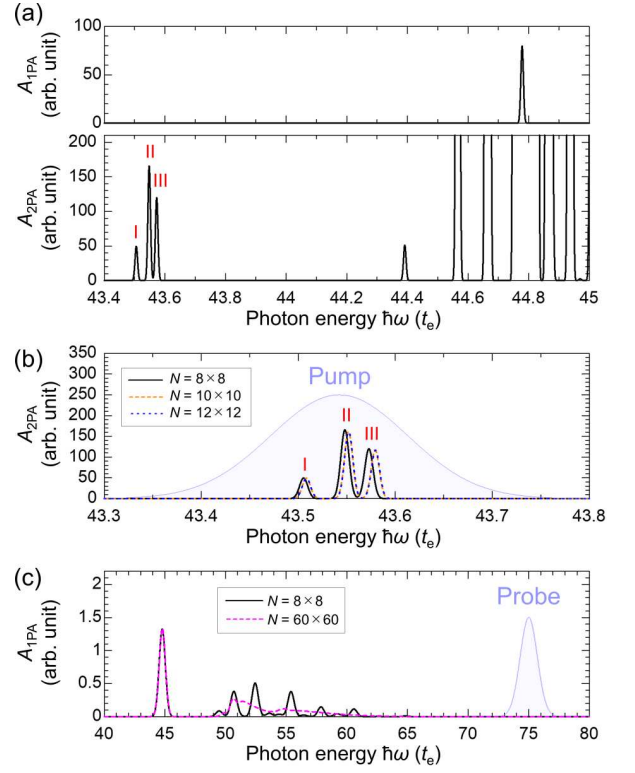 (a)
100
50
0
A1PA
(arb. unit)
200
150
100
50
0
A2PA
(arb. unit)
I
II
III
43.4 43.6 43.8 44 44.2 44.4 44.6 44.8 45
Photon energy ħω (te)
(b)
350
300
250
200
150
100
50
0
A2PA
(arb. unit)
N = 8 × 8
N = 10 × 10
N = 12 × 12
Pump
I
II
III
43.3 43.4 43.5 43.6 43.7 43.8
Photon energy ħω (te)
(c)
2
1.5
1
0.5
0
A1PA
(arb. unit)
N = 8 × 8
N = 60 × 60
Probe
40 45 50 55 60 65 70 75 80
Photon energy ħω (te)